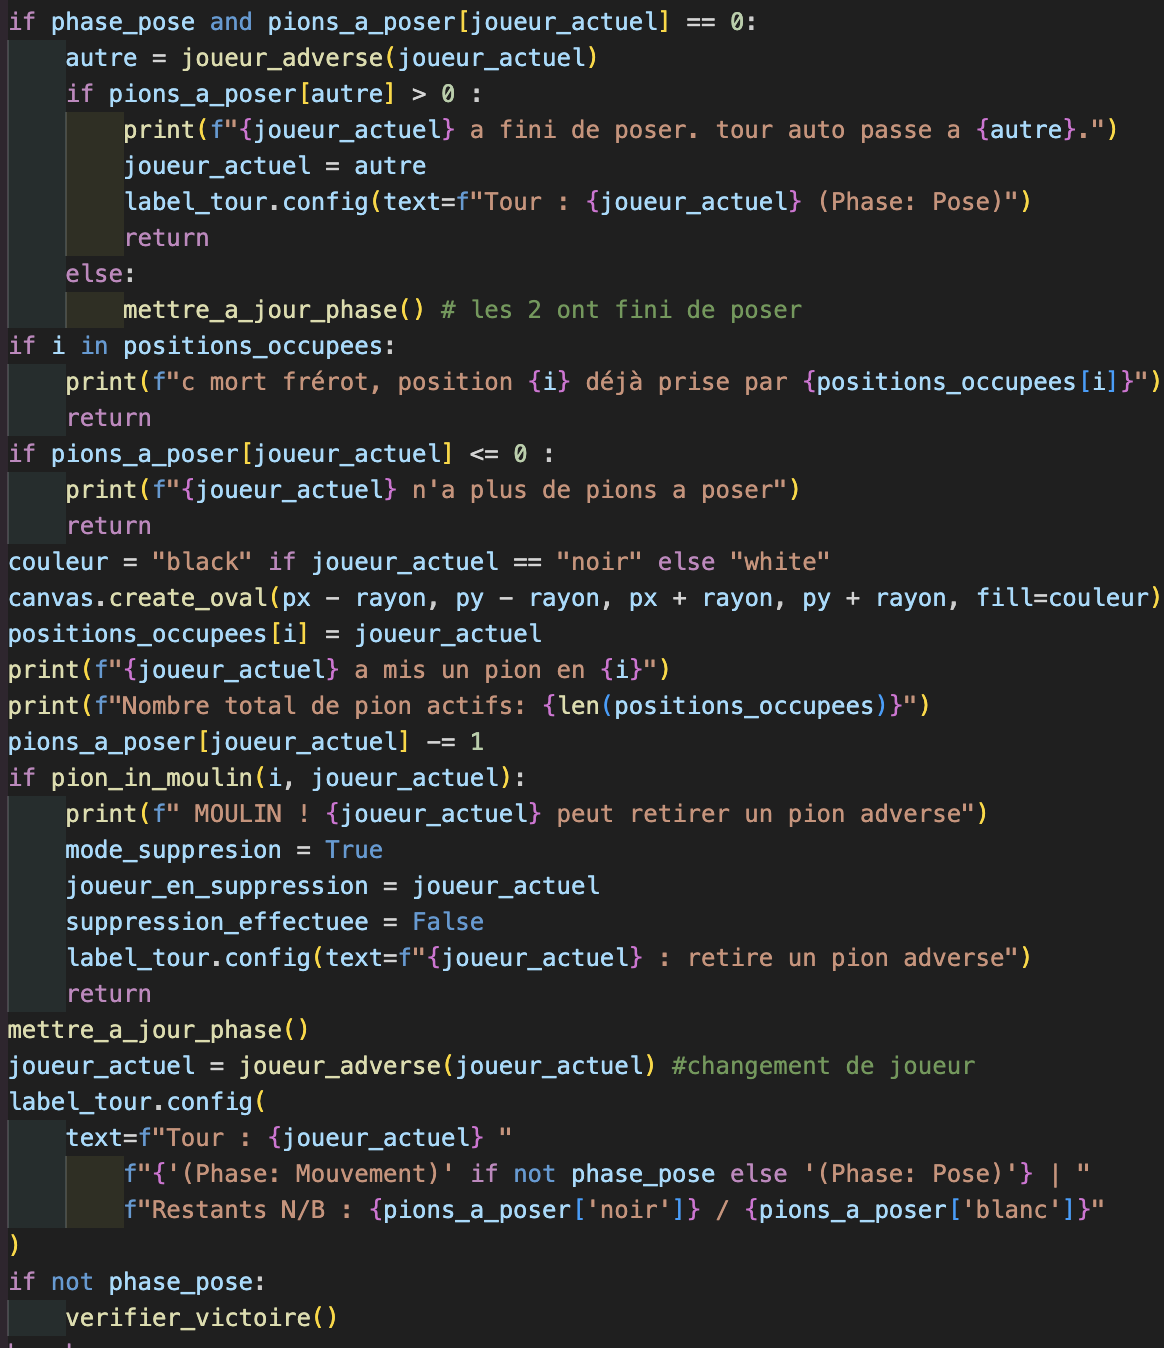 if phase_pose and pions_a_poser[joueur_actuel] == 0:
    autre = joueur_adverse(joueur_actuel)
    if pions_a_poser[autre] > 0 :
        print(f"{joueur_actuel} a fini de poser. tour auto passe a {autre}.")
        joueur_actuel = autre
        label_tour.config(text=f"Tour : {joueur_actuel} (Phase: Pose)")
        return
    else:
        mettre_a_jour_phase() # les 2 ont fini de poser
if i in positions_occupees:
    print(f"c mort frérot, position {i} déjà prise par {positions_occupees[i]}")
    return
if pions_a_poser[joueur_actuel] <= 0 :
    print(f"{joueur_actuel} n'a plus de pions a poser")
    return
couleur = "black" if joueur_actuel == "noir" else "white"
canvas.create_oval(px - rayon, py - rayon, px + rayon, py + rayon, fill=couleur)
positions_occupees[i] = joueur_actuel
print(f"{joueur_actuel} a mis un pion en {i}")
print(f"Nombre total de pion actifs: {len(positions_occupees)}")
pions_a_poser[joueur_actuel] -= 1
if pion_in_moulin(i, joueur_actuel):
    print(f" MOULIN ! {joueur_actuel} peut retirer un pion adverse")
    mode_suppresion = True
    joueur_en_suppression = joueur_actuel
    suppression_effectuee = False
    label_tour.config(text=f"{joueur_actuel} : retire un pion adverse")
    return
mettre_a_jour_phase()
joueur_actuel = joueur_adverse(joueur_actuel) #changement de joueur
label_tour.config(
    text=f"Tour : {joueur_actuel} "
        f"{'(Phase: Mouvement)' if not phase_pose else '(Phase: Pose)'} | "
        f"Restants N/B : {pions_a_poser['noir']} / {pions_a_poser['blanc']}"
)
if not phase_pose:
    verifier_victoire()